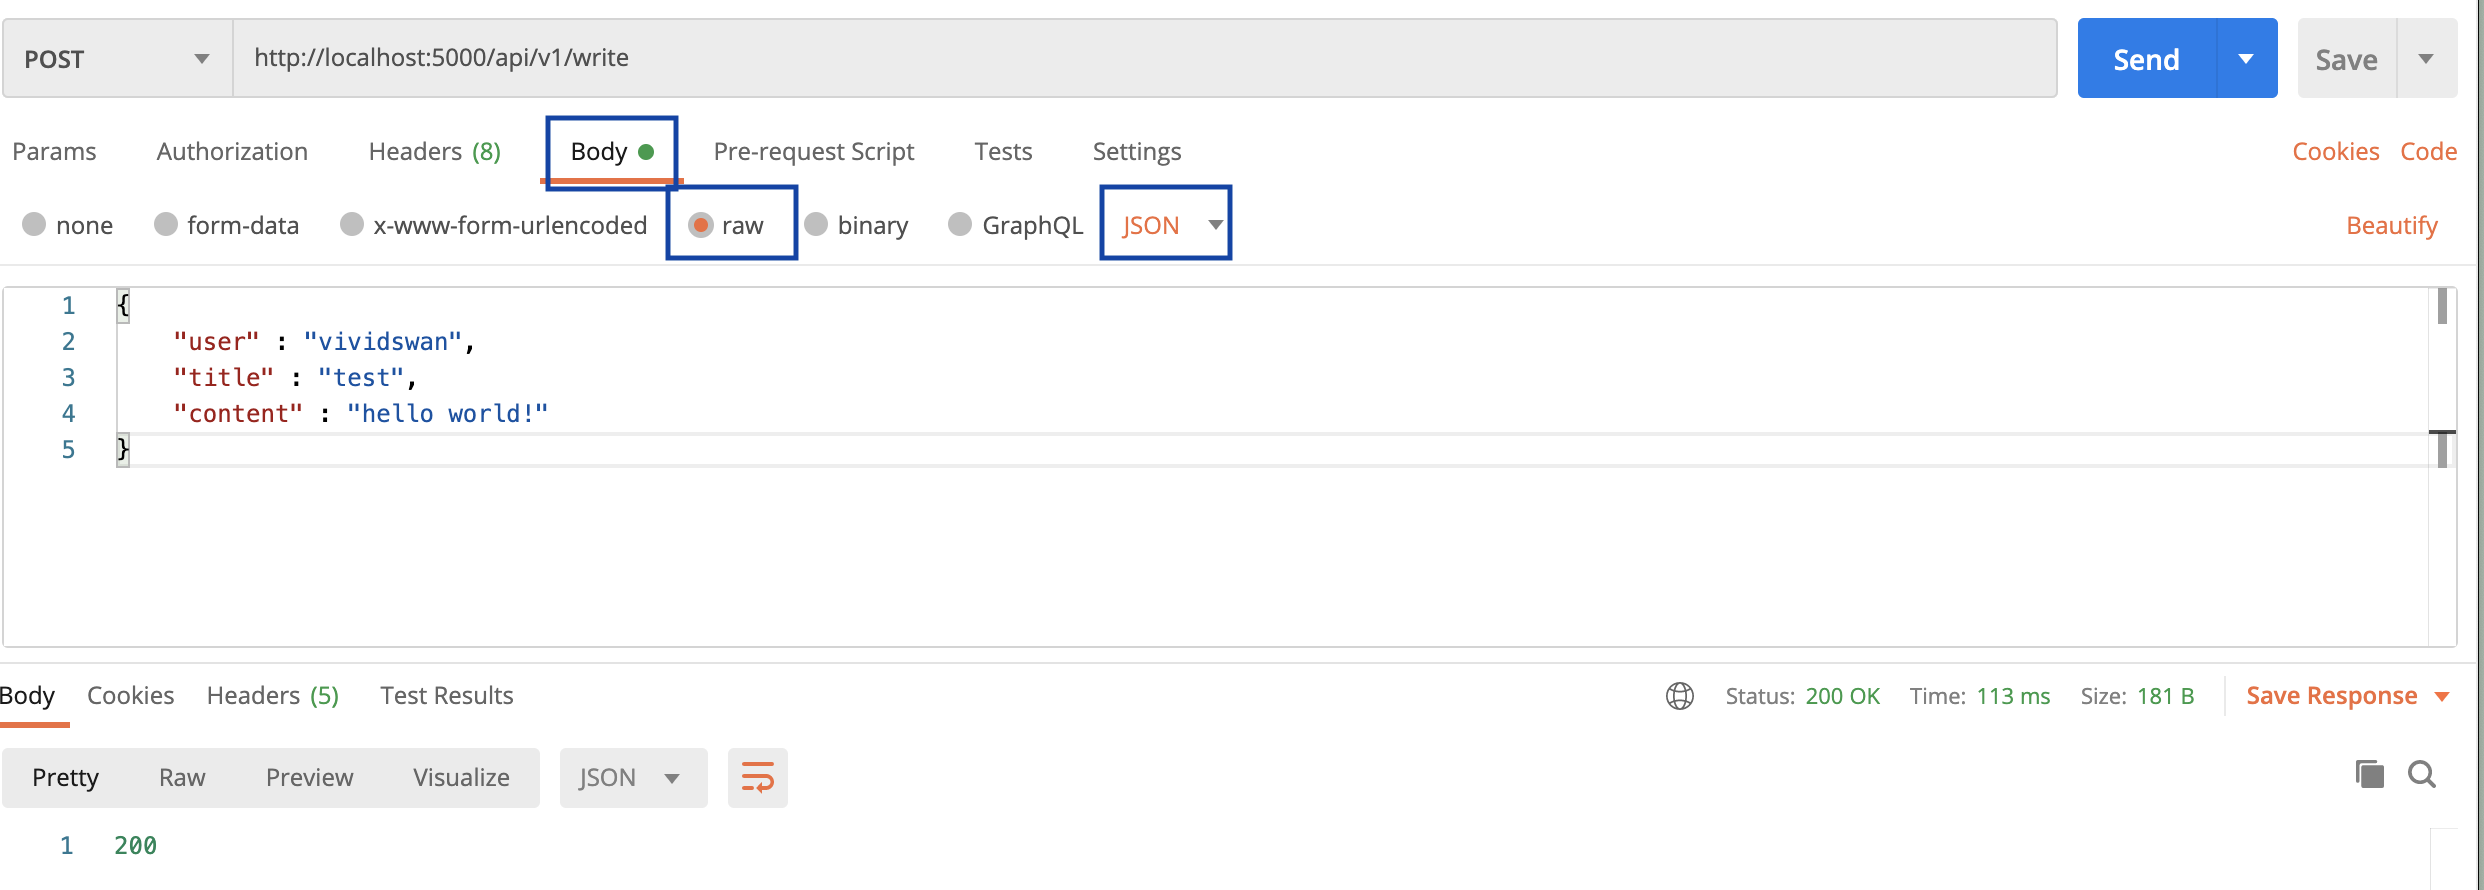 POST http://localhost:5000/api/v1/write Send Save
Params Authorization Headers (8) Body Pre-request Script Tests Settings Cookies Code
none form-data x-www-form-urlencoded raw binary GraphQL JSON Beautify
1 {
2 "user" : "vividswan",
3 "title" : "test",
4 "content" : "hello world!"
5 }
Body Cookies Headers (5) Test Results Status: 200 OK Time: 113 ms Size: 181 B Save Response
Pretty Raw Preview Visualize JSON
1 200